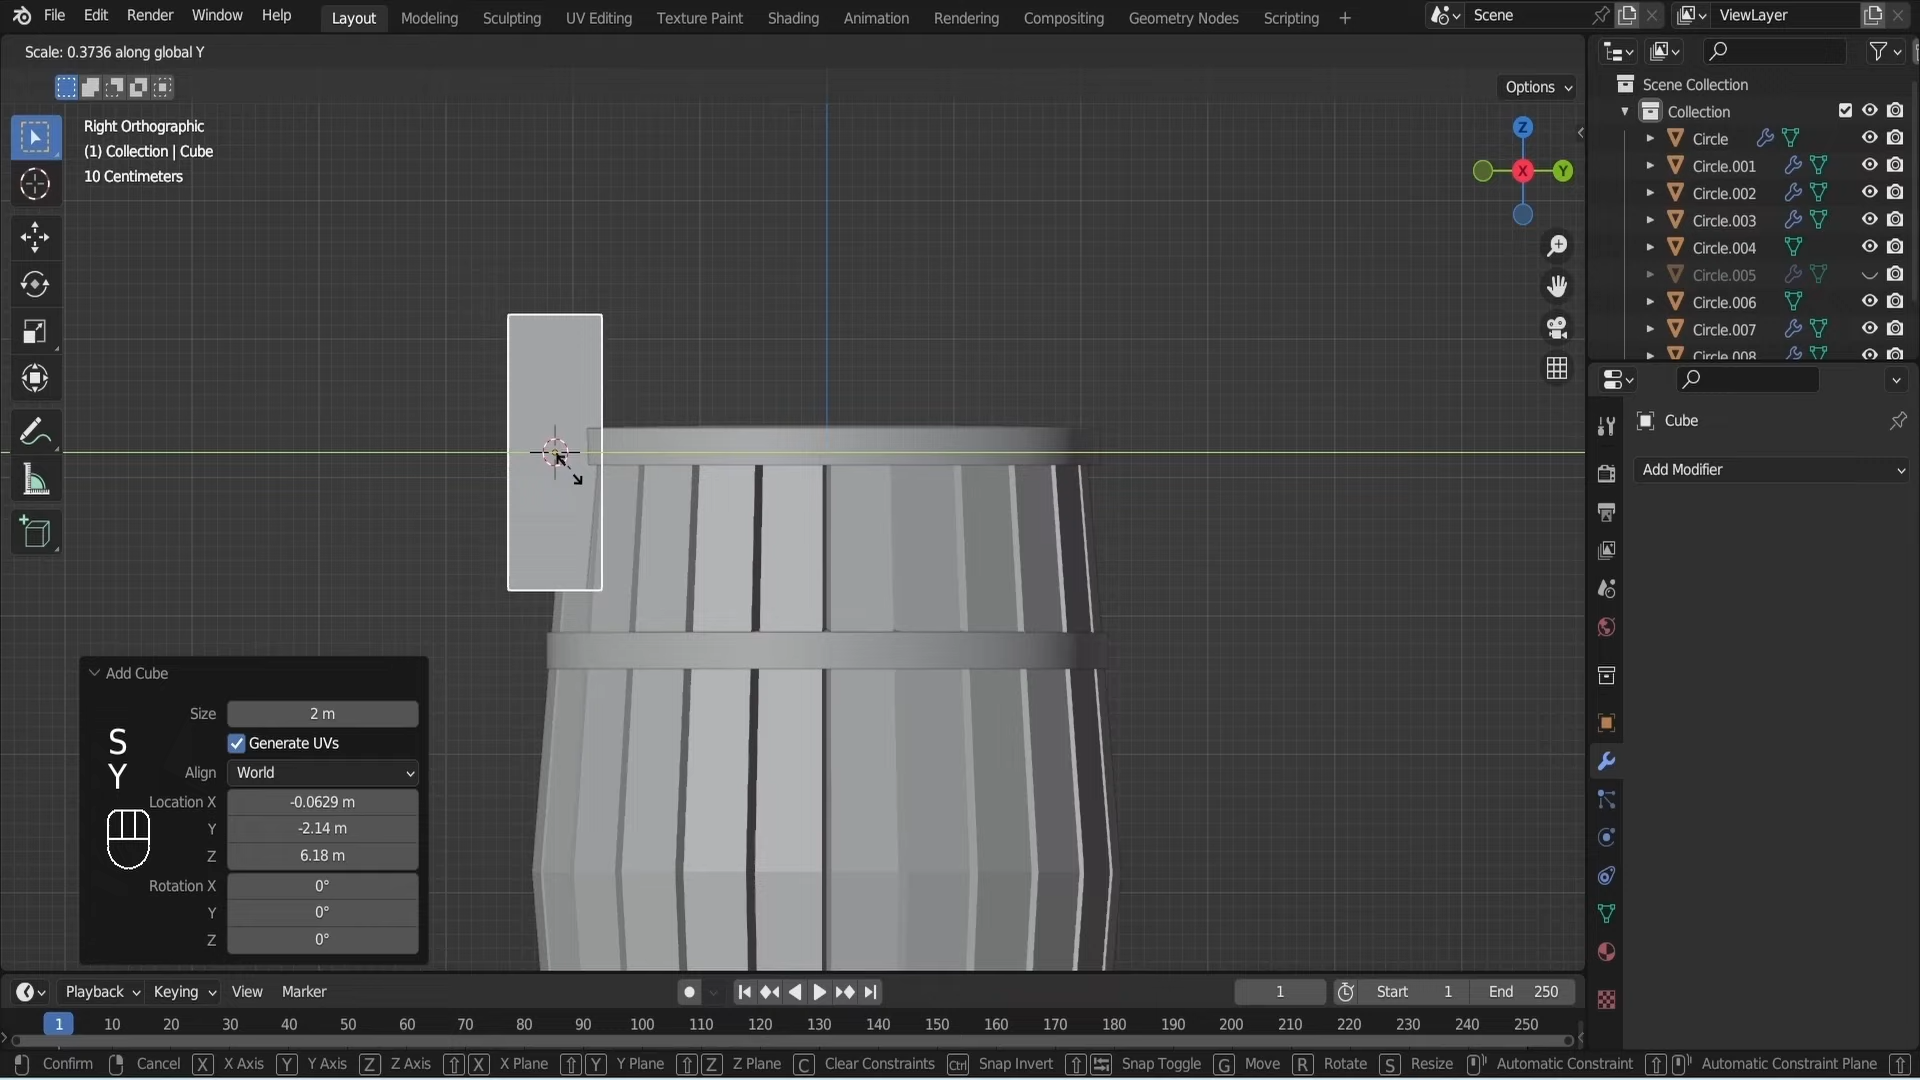 File Edit Render Window Help
Layout Modeling Sculpting UV Editing Texture Paint Shading Animation Rendering Compositing Geometry Nodes Scripting +
Scene
ViewLayer
Scale: 0.3736 along global Y
Options
Right Orthographic
(1) Collection | Cube
10 Centimeters
Z
X
Y
Scene Collection
Collection
Circle
Circle.001
Circle.002
Circle.003
Circle.004
Circle.005
Circle.006
Circle.007
Circle.008
Cube
Add Modifier
Add Cube
Size 2 m
Generate UVs
Align World
Location X -0.0629 m
Y -2.14 m
Z 6.18 m
Rotation X 0°
Y 0°
Z 0°
S
Y
Playback Keying View Marker
1
Start 1
End 250
1 10 20 30 40 50 60 70 80 90 100 110 120 130 140 150 160 170 180 190 200 210 220 230 240 250
Confirm Cancel X X Axis Y Y Axis Z Z Axis X X Plane Y Y Plane Z Z Plane C Clear Constraints Ctrl Snap Invert Snap Toggle G Move R Rotate S Resize Automatic Constraint Automatic Constraint Plane